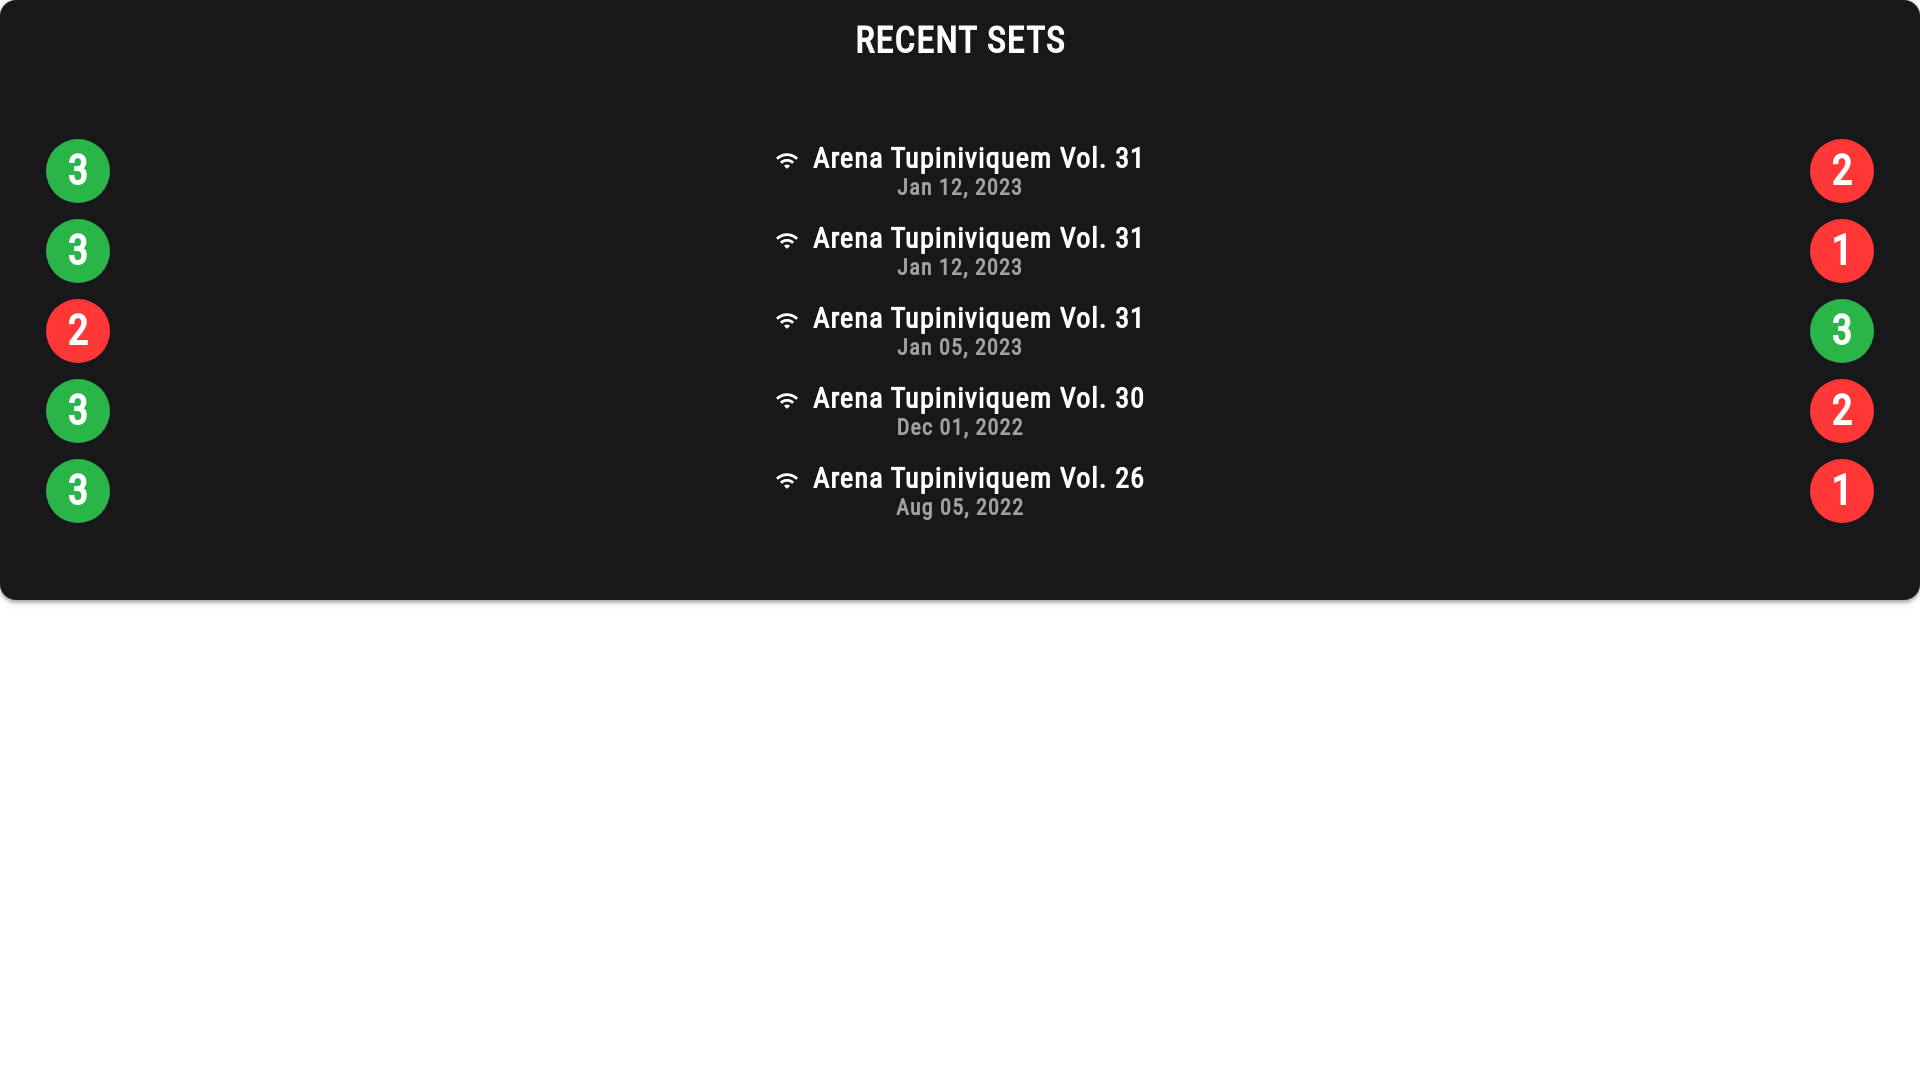 RECENT SETS
3 Arena Tupiniviquem Vol. 31 2
Jan 12, 2023
3 Arena Tupiniviquem Vol. 31 1
Jan 12, 2023
2 Arena Tupiniviquem Vol. 31 3
Jan 05, 2023
3 Arena Tupiniviquem Vol. 30 2
Dec 01, 2022
3 Arena Tupiniviquem Vol. 26 1
Aug 05, 2022